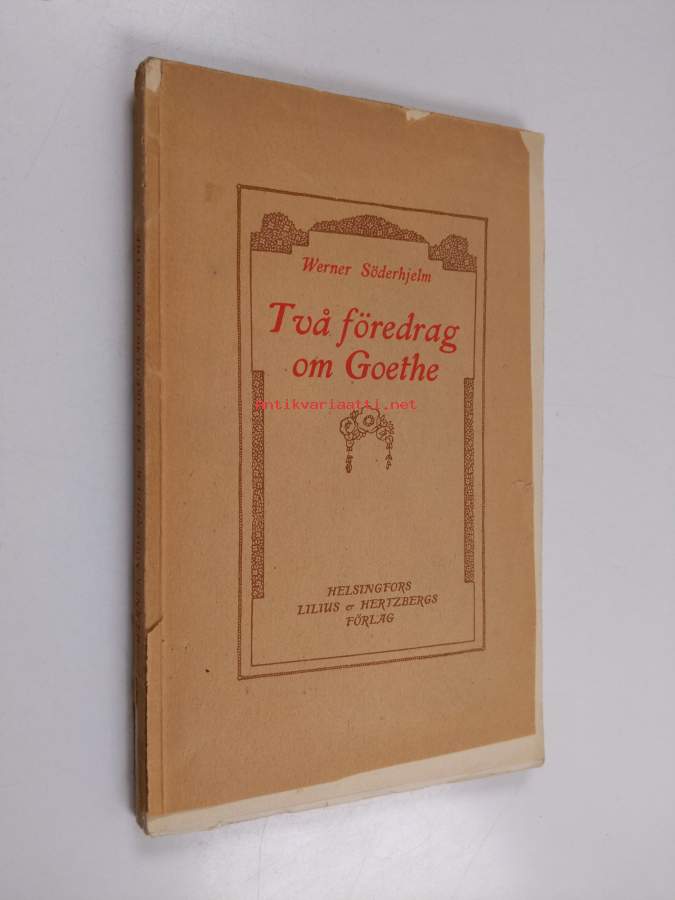 Werner Söderhjelm
Två föredrag
om Goethe
antikvariaatti.net
HELSINGFORS
LILIUS & HERTZBERGS
FÖRLAG